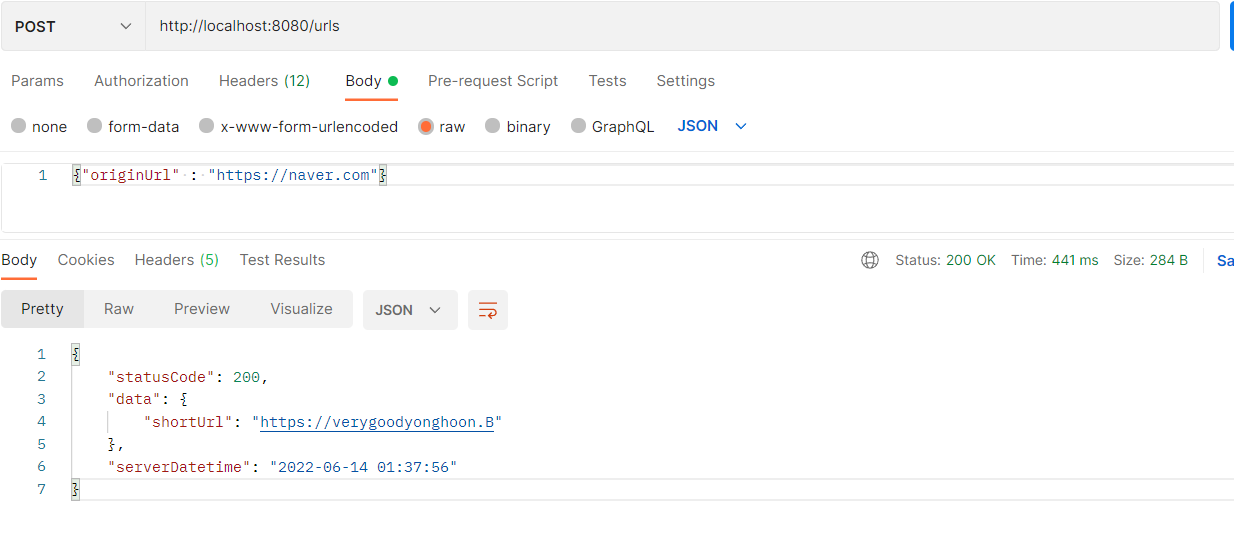 POST http://localhost:8080/urls
Params Authorization Headers (12) Body Pre-request Script Tests Settings
none form-data x-www-form-urlencoded raw binary GraphQL JSON
1 {"originUrl" : "https://naver.com"}
Body Cookies Headers (5) Test Results Status: 200 OK Time: 441 ms Size: 284 B Sa
Pretty Raw Preview Visualize JSON
1 {
2 "statusCode": 200,
3 "data": {
4 "shortUrl": "https://verygoodyonghoon.B"
5 },
6 "serverDatetime": "2022-06-14 01:37:56"
7 }